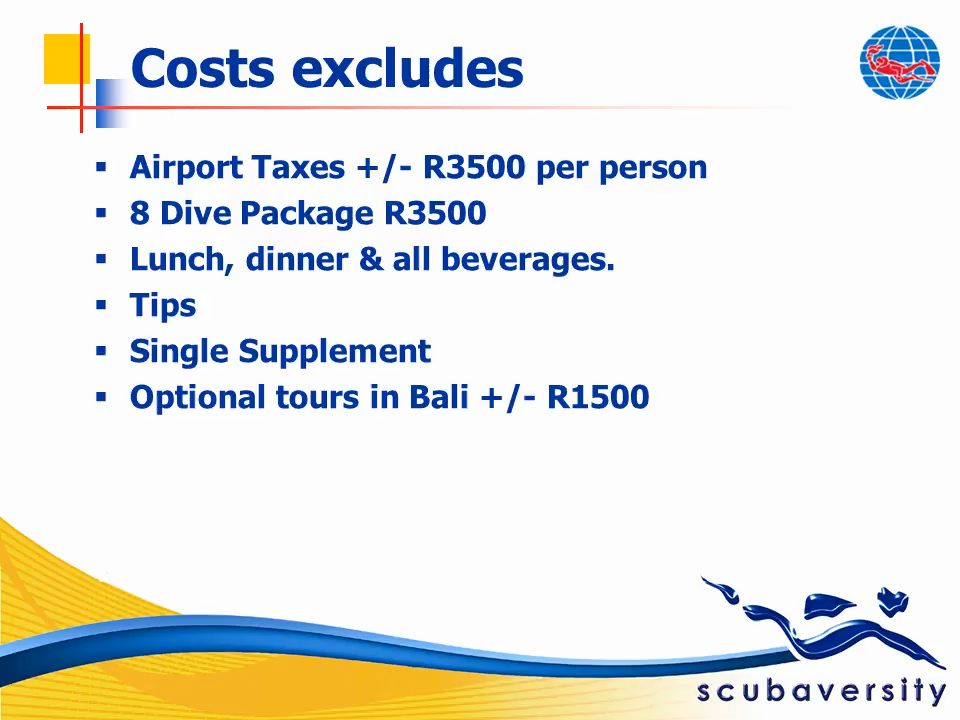 Costs excludes
▪ Airport Taxes +/- R3500 per person
▪ 8 Dive Package R3500
▪ Lunch, dinner & all beverages.
▪ Tips
▪ Single Supplement
▪ Optional tours in Bali +/- R1500
scubaversity